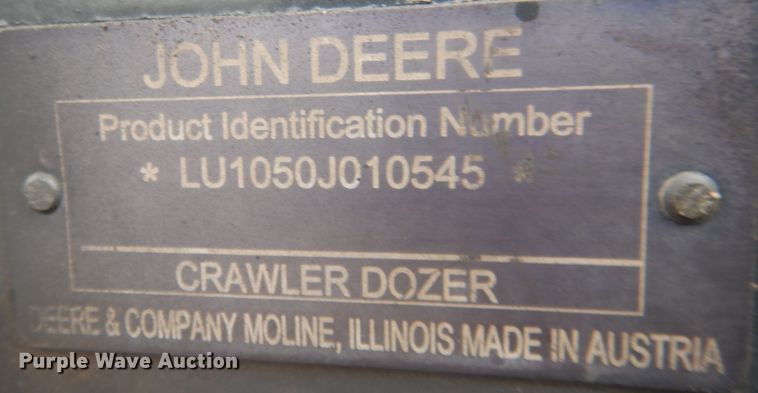 JOHN DEERE
Product Identification Number
* LU1050J010545 *
CRAWLER DOZER
DEERE & COMPANY MOLINE, ILLINOIS MADE IN AUSTRIA
Purple Wave Auction